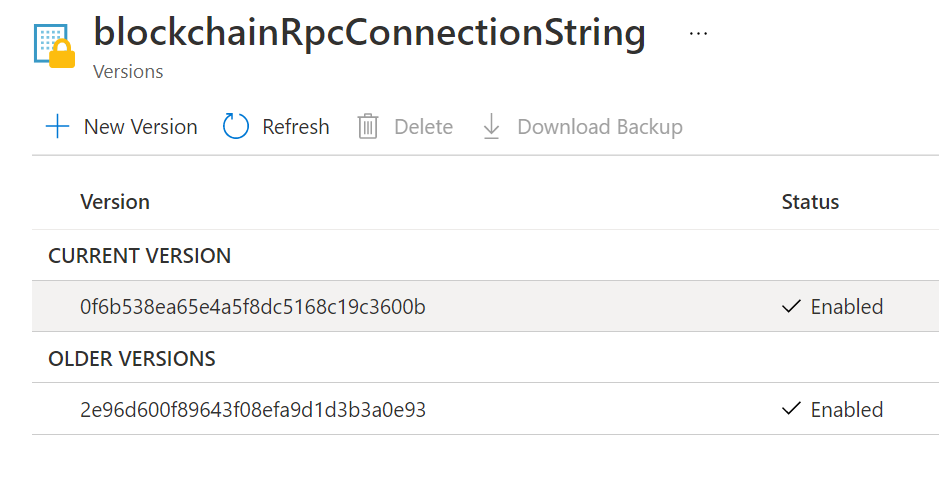 blockchainRpcConnectionString ...
Versions
New Version Refresh Delete Download Backup
Version Status
CURRENT VERSION
0f6b538ea65e4a5f8dc5168c19c3600b Enabled
OLDER VERSIONS
2e96d600f89643f08efa9d1d3b3a0e93 Enabled